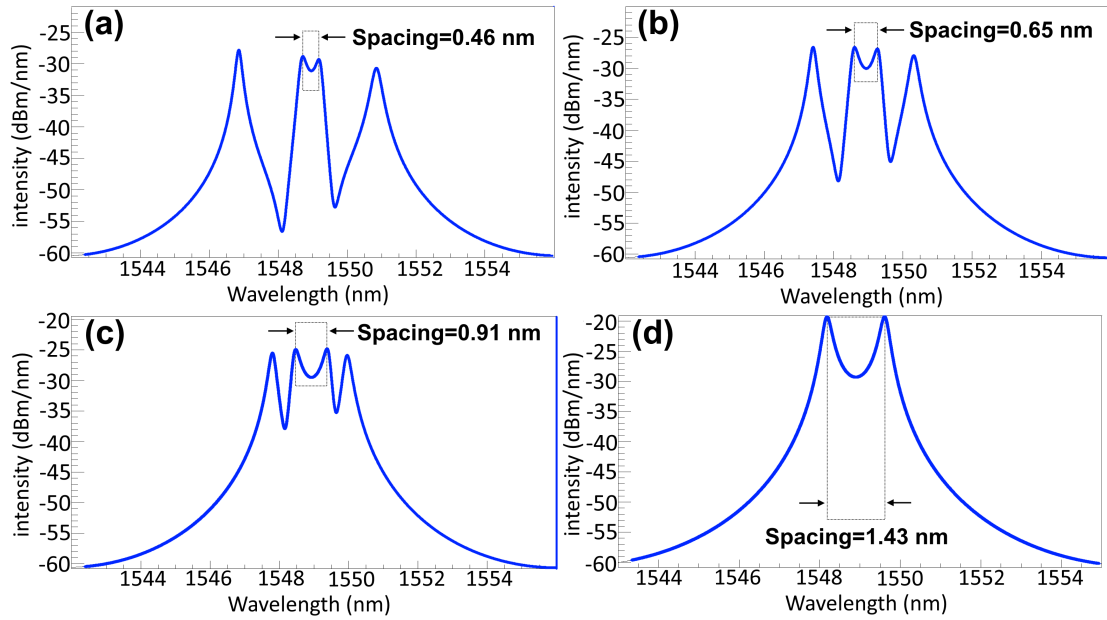 (a)
Spacing=0.46 nm
intensity (dBm/nm)
-25
-30
-35
-40
-45
-50
-55
-60
1544 1546 1548 1550 1552 1554
Wavelength (nm)
(b)
Spacing=0.65 nm
intensity (dBm/nm)
-25
-30
-35
-40
-45
-50
-55
-60
1544 1546 1548 1550 1552 1554
Wavelength (nm)
(c)
Spacing=0.91 nm
intensity (dBm/nm)
-20
-25
-30
-35
-40
-45
-50
-55
-60
1544 1546 1548 1550 1552 1554
Wavelength (nm)
(d)
Spacing=1.43 nm
intensity (dBm/nm)
-20
-25
-30
-35
-40
-45
-50
-55
-60
1544 1546 1548 1550 1552 1554
Wavelength (nm)